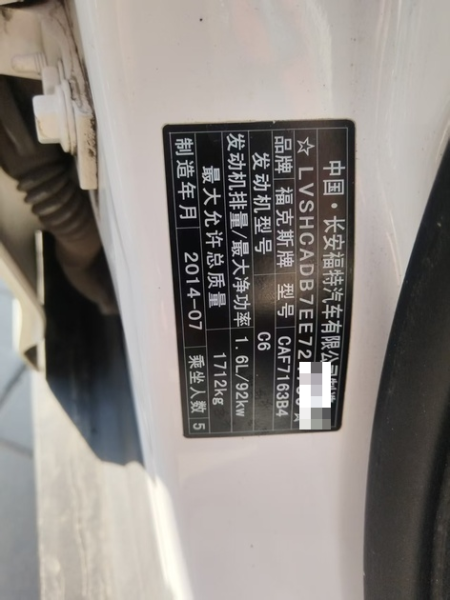 中国·长安福特汽车有限公司
☆LVSHCADB7EE72
品牌 福克斯牌 型号 CAF7163B4
发动机型号 C6
发动机排量/最大净功率 1.6L/92kw
最大允许总质量 1712kg
制造年月 2014-07 乘坐人数 5